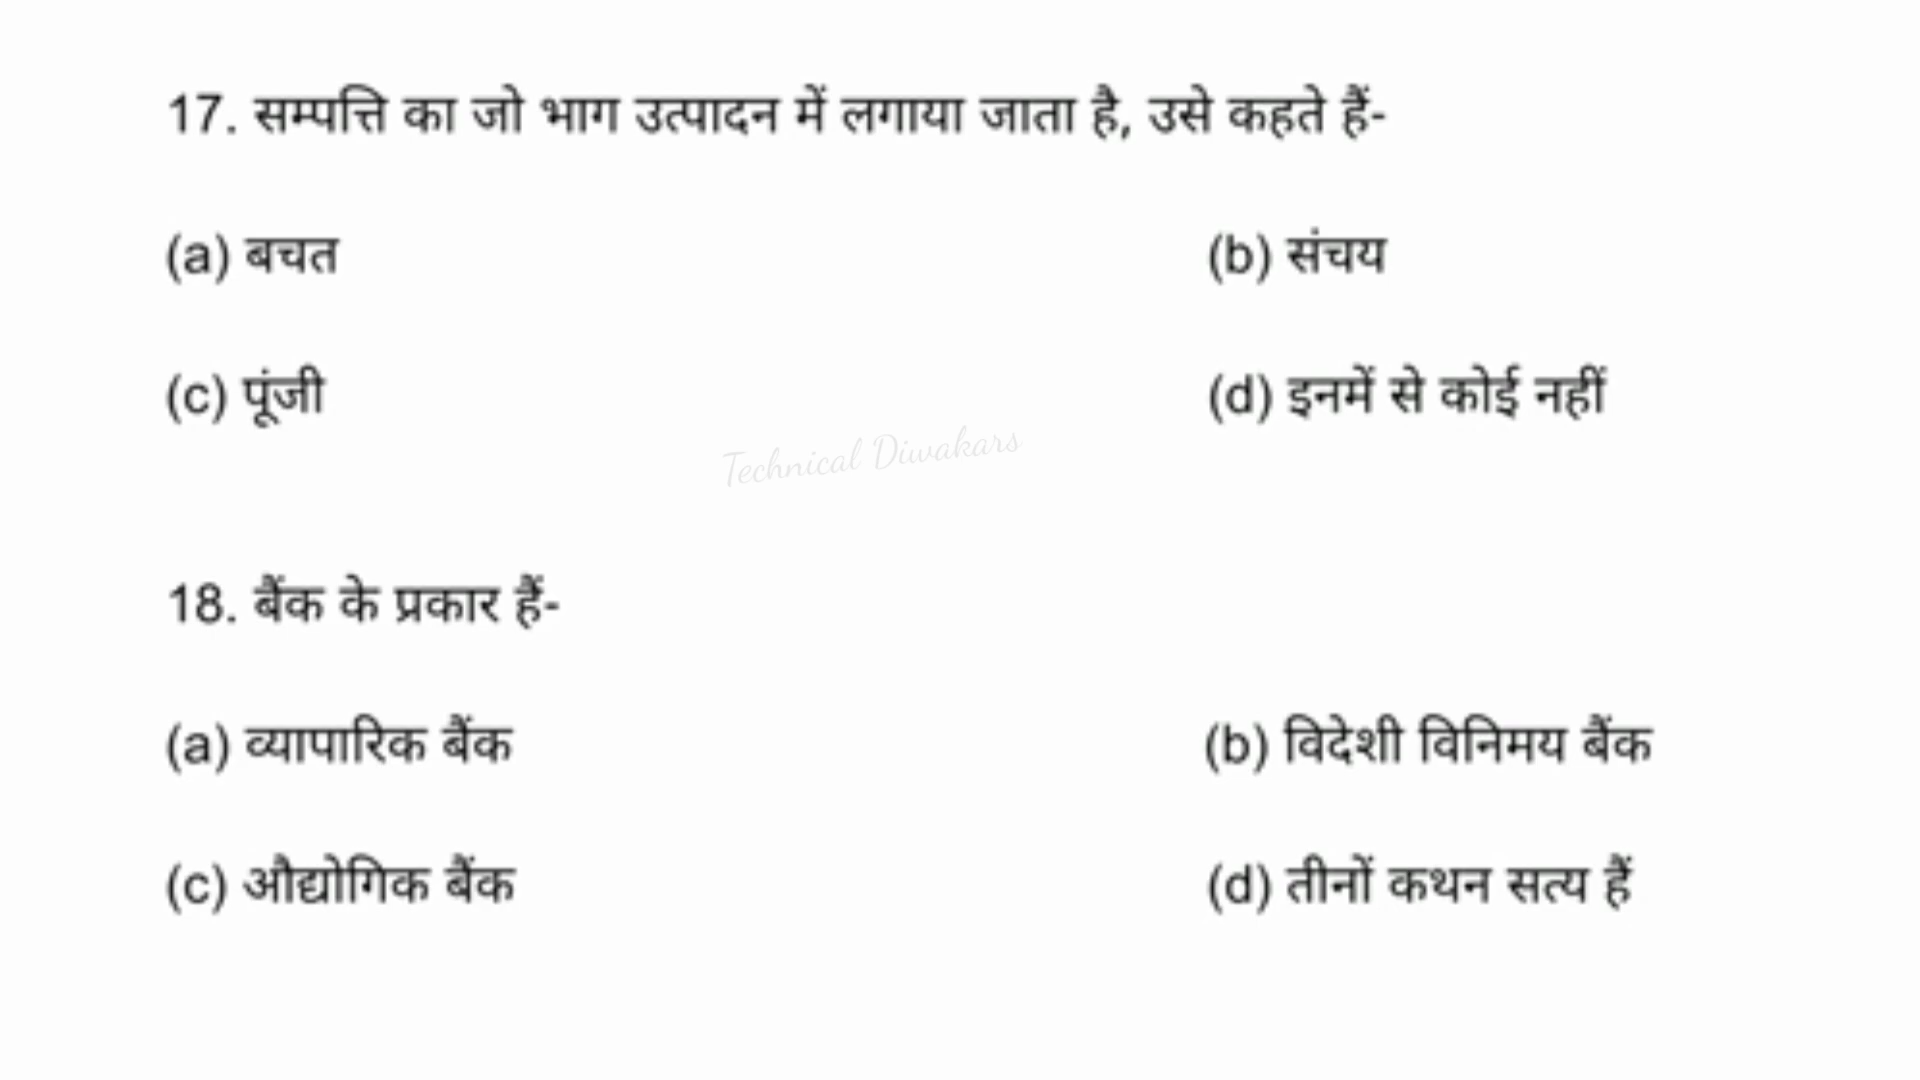 17. सम्पत्ति का जो भाग उत्पादन में लगाया जाता है, उसे कहते हैं-
(a) बचत (b) संचय
(c) पूंजी (d) इनमें से कोई नहीं
Technical Diwakars
18. बैंक के प्रकार हैं-
(a) व्यापारिक बैंक (b) विदेशी विनिमय बैंक
(c) औद्योगिक बैंक (d) तीनों कथन सत्य हैं